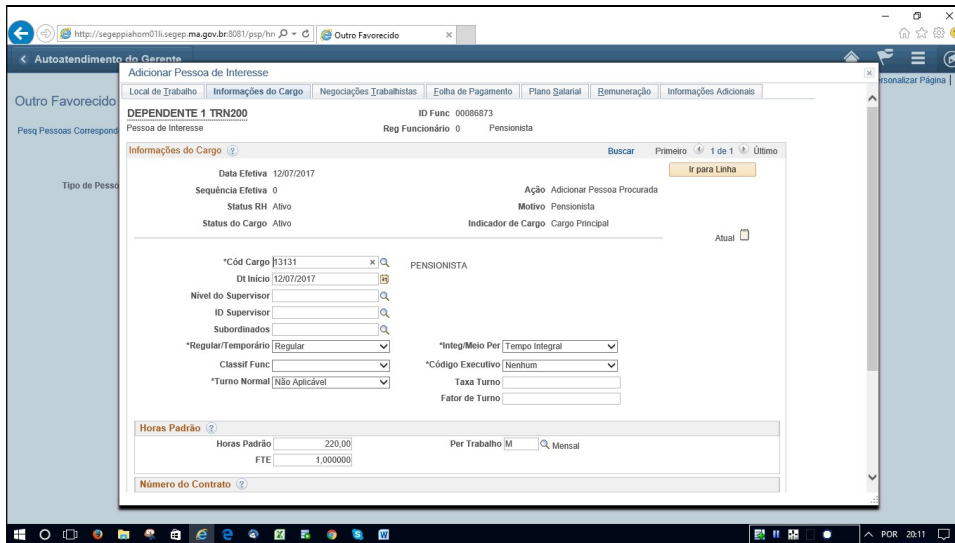 http://segeppiahom01li.segep.ma.gov.br:8081/psp/hn
Outro Favorecido
Autoatendimento do Gerente
Personalizar Página
Outro Favorecido
Pesq Pessoas Correspond
Tipo de Pesso
Adicionar Pessoa de Interesse
Local de Trabalho Informações do Cargo Negociações Trabalhistas Folha de Pagamento Plano Salarial Remuneração Informações Adicionais
DEPENDENTE 1 TRN200 ID Func 00086873
Pessoa de Interesse Reg Funcionário 0 Pensionista
Informações do Cargo Buscar Primeiro 1 de 1 Último
Ir para Linha
Data Efetiva 12/07/2017
Sequência Efetiva 0 Ação Adicionar Pessoa Procurada
Status RH Ativo Motivo Pensionista
Status do Cargo Ativo Indicador de Cargo Cargo Principal
Atual
*Cód Cargo 13131 PENSIONISTA
Dt Início 12/07/2017
Nível do Supervisor
ID Supervisor
Subordinados
*Regular/Temporário Regular *Integ/Meio Per Tempo Integral
Classif Func *Código Executivo Nenhum
*Turno Normal Não Aplicável Taxa Turno
Fator de Turno
Horas Padrão
Horas Padrão 220,00 Per Trabalho M Mensal
FTE 1,000000
Número do Contrato
POR 20:11